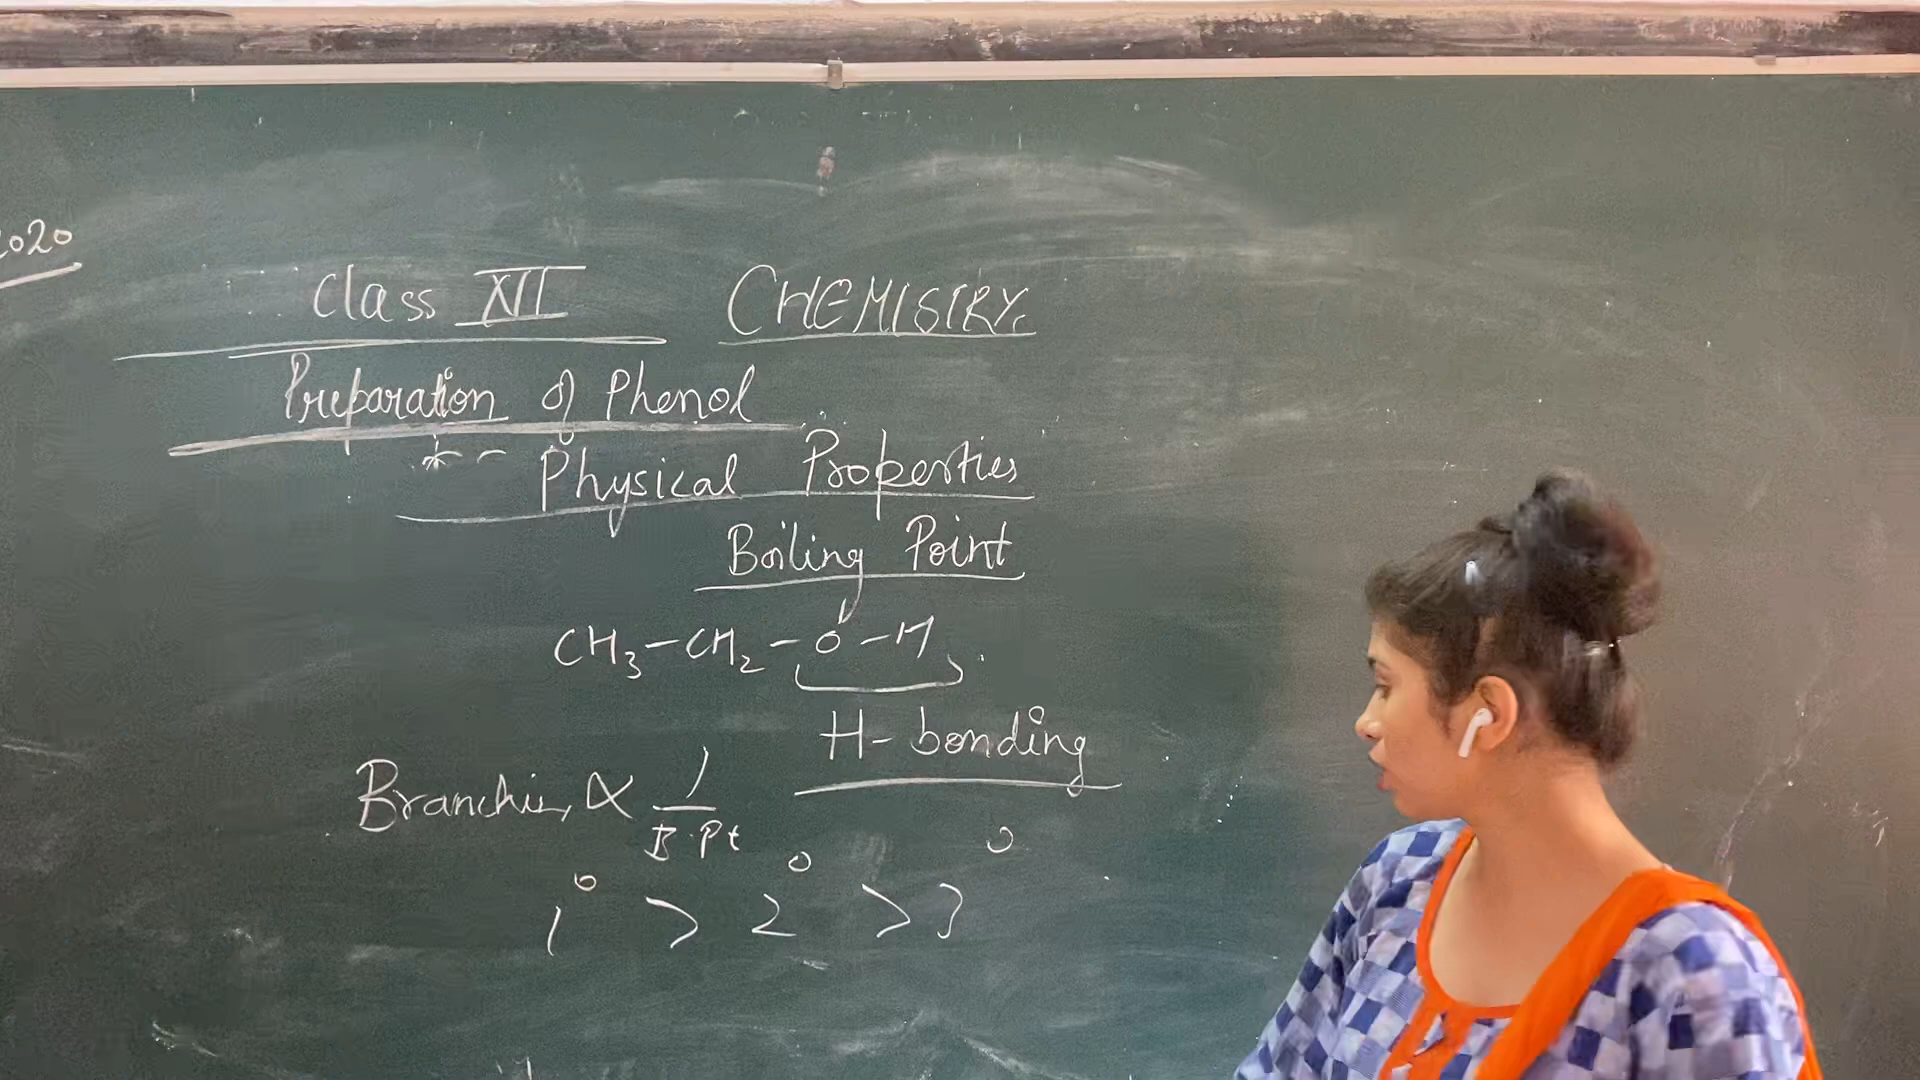 2020
Class XII CHEMISTRY
Preparation of Phenol
Physical Properties
Boiling Point
CH₃-CH₂-O-H
H-bonding
Branching ∝ 1/B.Pt
1° > 2° > 3°